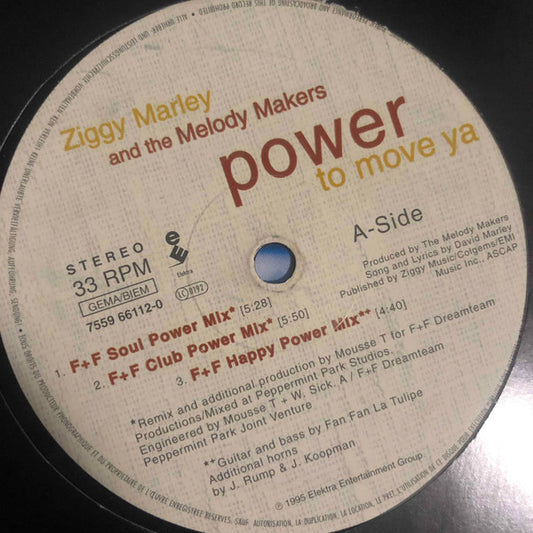 Ziggy Marley
and the Melody Makers
power
to move ya
A-Side
STEREO
33 RPM
GEMA/BIEM
7559 66112-0
Elektra
LC 0192
Produced by The Melody Makers
Song and Lyrics by David Marley
Published by Ziggy Music/Colgems/EMI
Music Inc., ASCAP
1. F+F Soul Power Mix* [5:28]
2. F+F Club Power Mix* [5:50]
3. F+F Happy Power Mix** [4:40]
*Remix and additional production by Mousse T for F+F Dreamteam
Productions/Mixed at Peppermint Park Studios.
Engineered by Mousse T + W, Sick, A / F+F Dreamteam
Peppermint Park Joint Venture
**Guitar and bass by Fan Fan La Tulipe
Additional horns
by J. Rump & J. Koopman
℗ 1995 Elektra Entertainment Group.